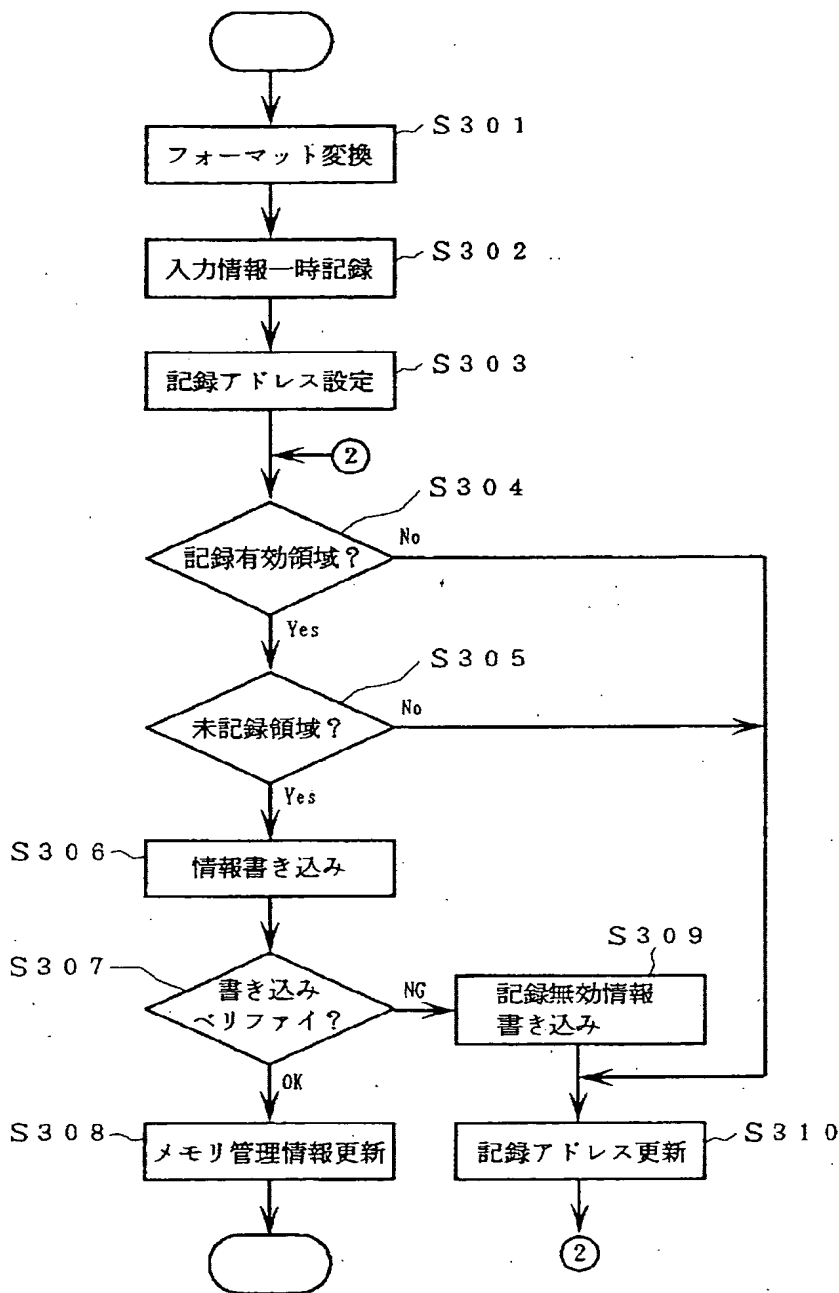 S301
フォーマット変換
S302
入力情報一時記録
S303
記録アドレス設定
②
S304
記録有効領域?
No
Yes
S305
未記録領域?
No
Yes
S306
情報書き込み
S307
書き込み
ベリファイ?
NG
OK
S309
記録無効情報
書き込み
S308
メモリ管理情報更新
S310
記録アドレス更新
②